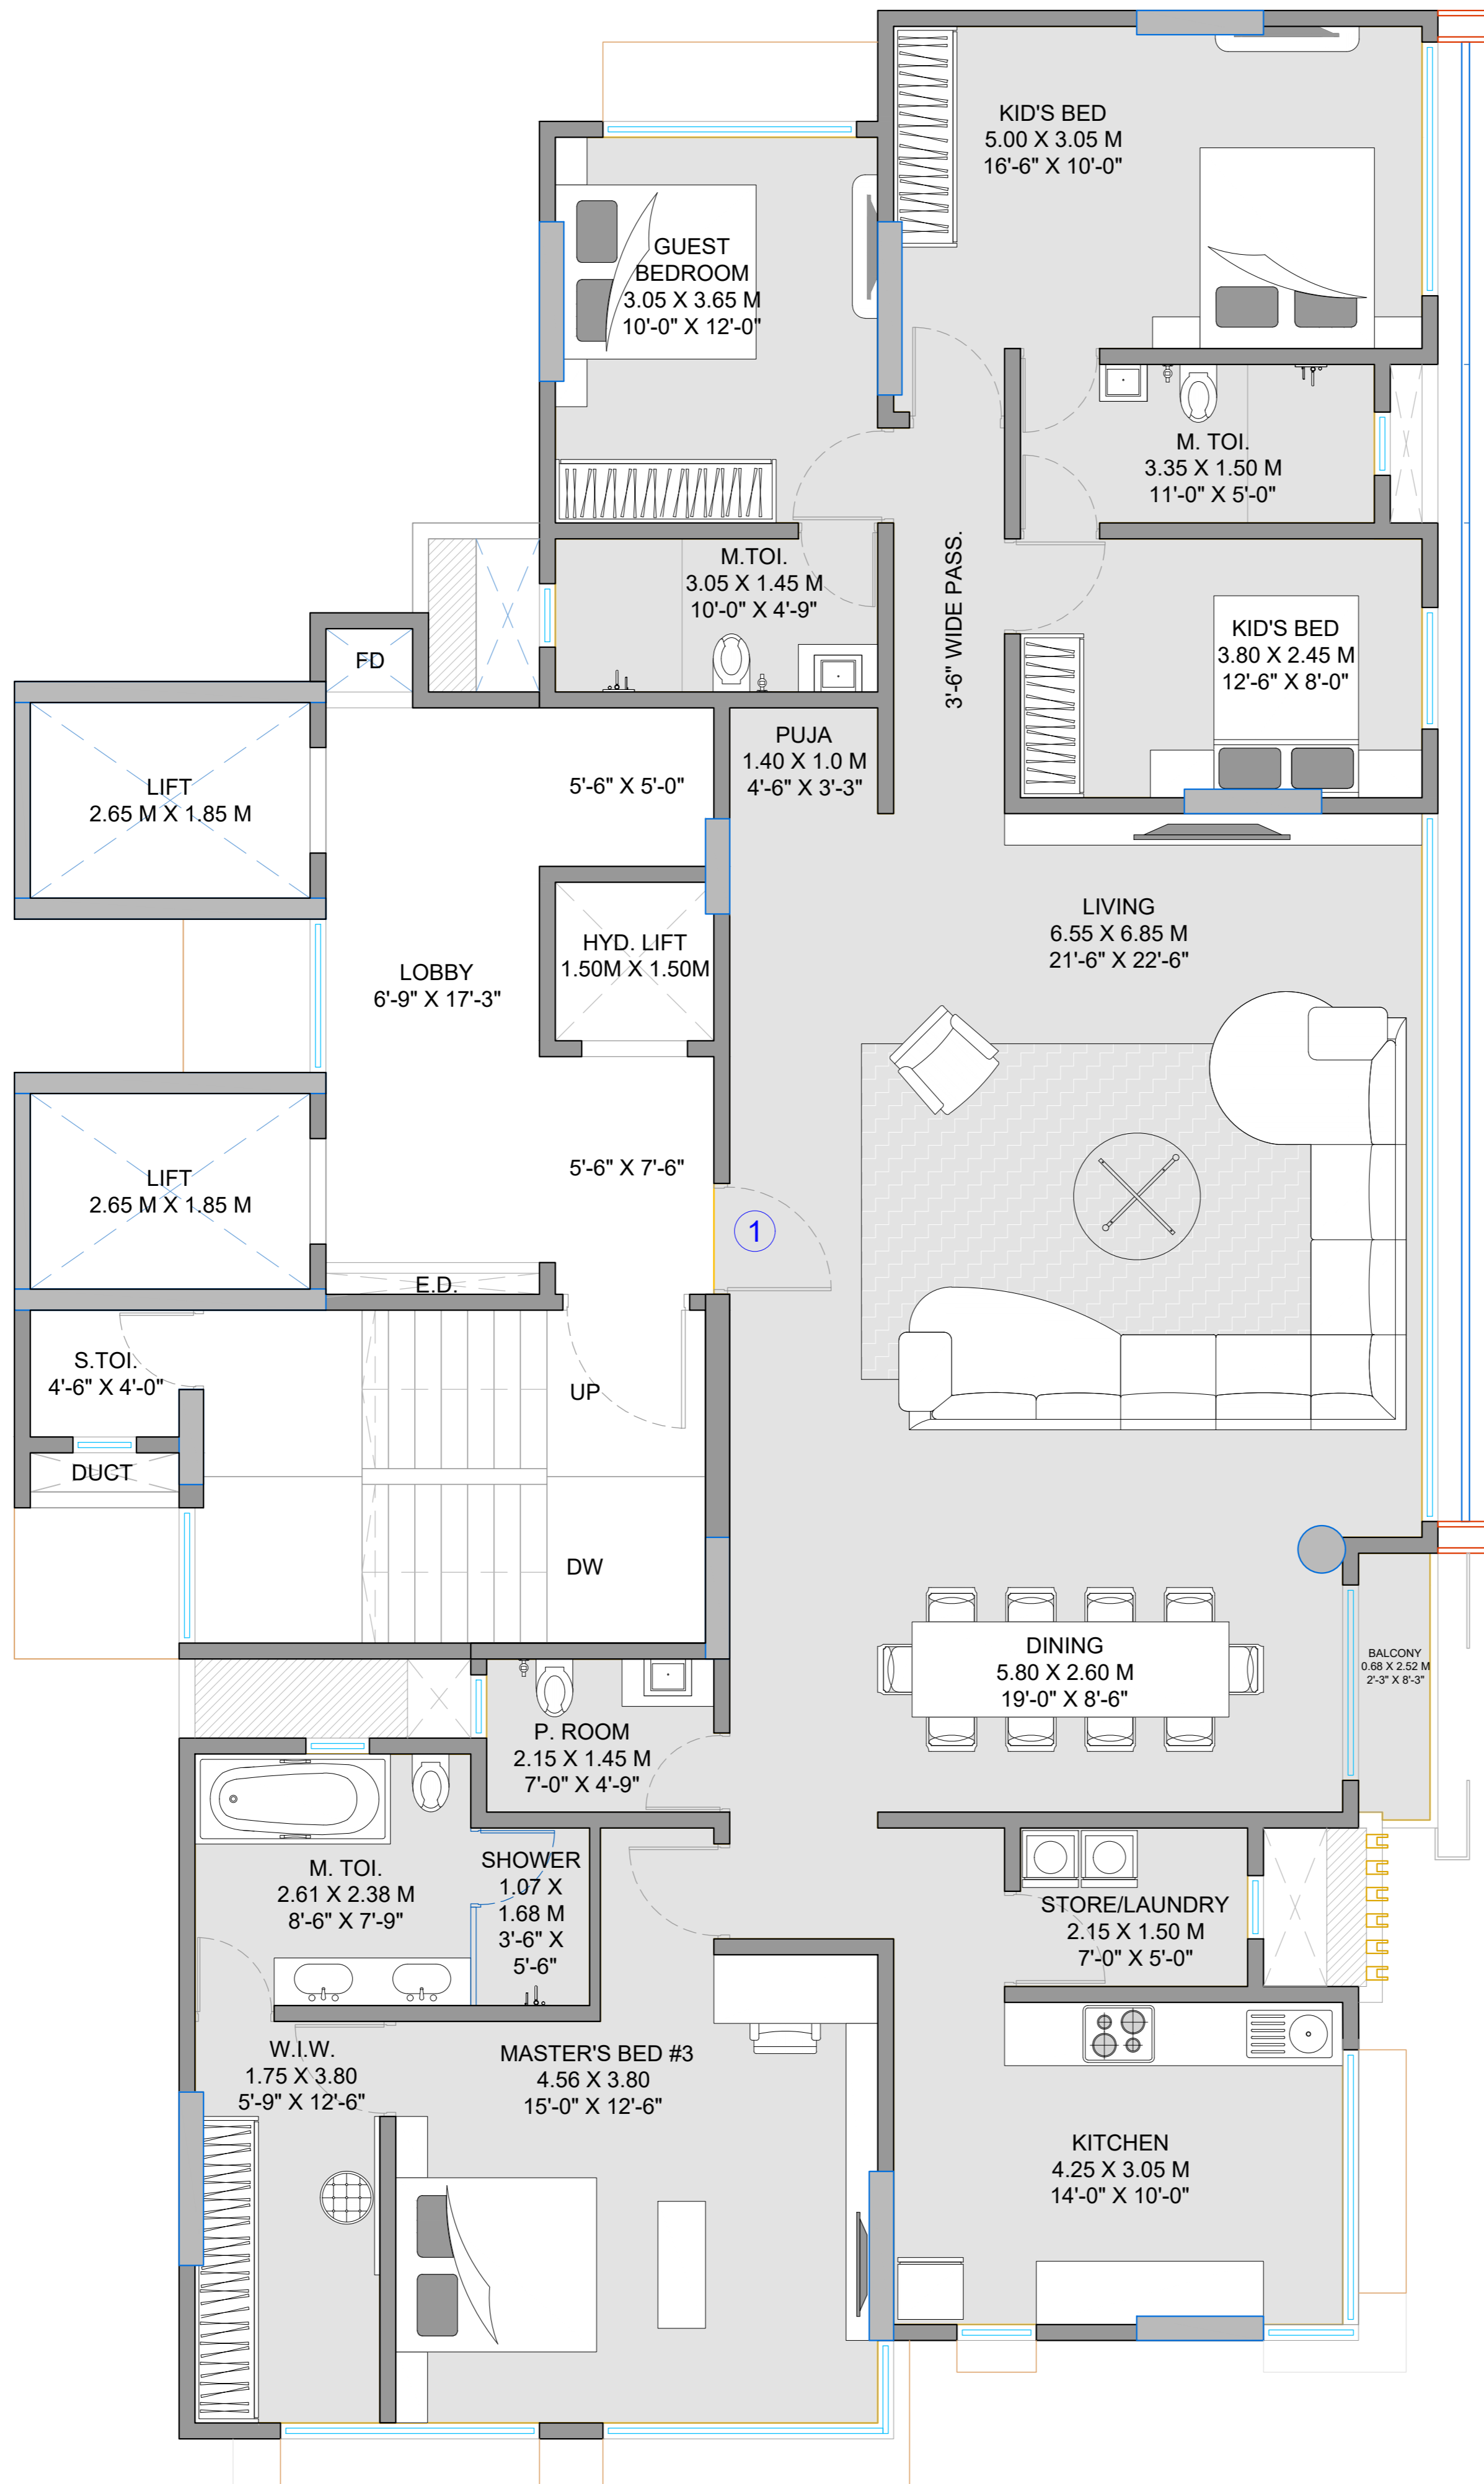 KID'S BED
5.00 X 3.05 M
16'-6" X 10'-0"
GUEST
BEDROOM
3.05 X 3.65 M
10'-0" X 12'-0"
M. TOI.
3.35 X 1.50 M
11'-0" X 5'-0"
M.TOI.
3.05 X 1.45 M
10'-0" X 4'-9"
3'-6" WIDE PASS.
KID'S BED
3.80 X 2.45 M
12'-6" X 8'-0"
FD
PUJA
1.40 X 1.0 M
4'-6" X 3'-3"
LIFT
2.65 M X 1.85 M
5'-6" X 5'-0"
LIVING
6.55 X 6.85 M
21'-6" X 22'-6"
HYD. LIFT
1.50M X 1.50M
LOBBY
6'-9" X 17'-3"
LIFT
2.65 M X 1.85 M
5'-6" X 7'-6"
1
E.D.
S.TOI.
4'-6" X 4'-0"
UP
DUCT
DW
DINING
5.80 X 2.60 M
19'-0" X 8'-6"
BALCONY
0.68 X 2.52 M
2'-3" X 8'-3"
P. ROOM
2.15 X 1.45 M
7'-0" X 4'-9"
M. TOI.
2.61 X 2.38 M
8'-6" X 7'-9"
SHOWER
1.07 X
1.68 M
3'-6" X
5'-6"
STORE/LAUNDRY
2.15 X 1.50 M
7'-0" X 5'-0"
W.I.W.
1.75 X 3.80
5'-9" X 12'-6"
MASTER'S BED #3
4.56 X 3.80
15'-0" X 12'-6"
KITCHEN
4.25 X 3.05 M
14'-0" X 10'-0"